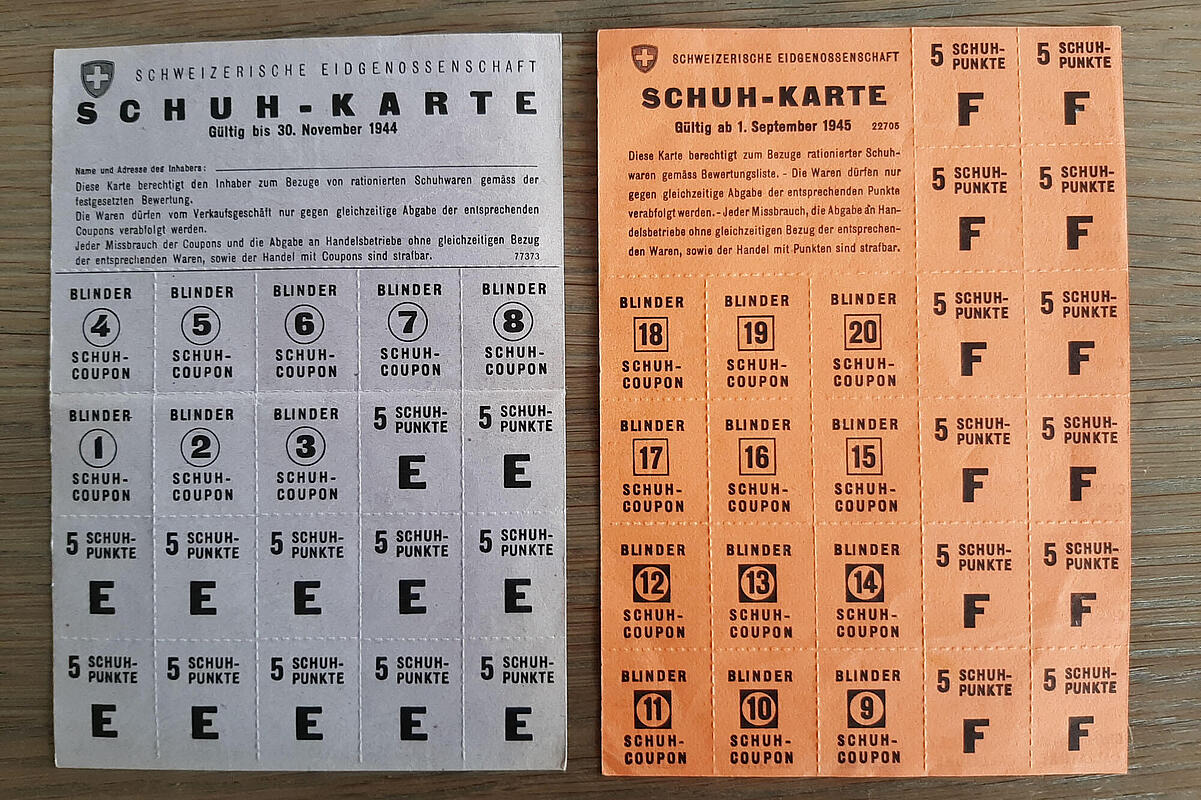 SCHWEIZERISCHE EIDGENOSSENSCHAFT
SCHUH-KARTE
Gültig bis 30. November 1944
Name und Adresse des Inhabers:
Diese Karte berechtigt den Inhaber zum Bezuge von rationierten Schuhwaren gemäss der
festgesetzten Bewertung.
Die Waren dürfen vom Verkaufsgeschäft nur gegen gleichzeitige Abgabe der entsprechenden
Coupons verabfolgt werden.
Jeder Missbrauch der Coupons und die Abgabe an Handelsbetriebe ohne gleichzeitigen Bezug
der entsprechenden Waren, sowie der Handel mit Coupons sind strafbar. 77373
BLINDER BLINDER BLINDER BLINDER BLINDER
4 5 6 7 8
SCHUH- SCHUH- SCHUH- SCHUH- SCHUH-
COUPON COUPON COUPON COUPON COUPON
BLINDER BLINDER BLINDER 5 SCHUH-PUNKTE 5 SCHUH-PUNKTE
1 2 3 E E
SCHUH- SCHUH- SCHUH-
COUPON COUPON COUPON
5 SCHUH- 5 SCHUH- 5 SCHUH- 5 SCHUH- 5 SCHUH-
PUNKTE PUNKTE PUNKTE PUNKTE PUNKTE
E E E E E
5 SCHUH- 5 SCHUH- 5 SCHUH- 5 SCHUH- 5 SCHUH-
PUNKTE PUNKTE PUNKTE PUNKTE PUNKTE
E E E E E
SCHWEIZERISCHE EIDGENOSSENSCHAFT
SCHUH-KARTE
Gültig ab 1. September 1945 22705
Diese Karte berechtigt zum Bezuge rationierter Schuh-
waren gemäss Bewertungsliste. - Die Waren dürfen nur
gegen gleichzeitige Abgabe der entsprechenden Punkte
verabfolgt werden. - Jeder Missbrauch, die Abgabe an Han-
delsbetriebe ohne gleichzeitigen Bezug der entsprechen-
den Waren, sowie der Handel mit Punkten sind strafbar.
5 SCHUH- 5 SCHUH-
PUNKTE PUNKTE
F F
5 SCHUH- 5 SCHUH-
PUNKTE PUNKTE
F F
BLINDER BLINDER BLINDER 5 SCHUH- 5 SCHUH-
18 19 20 PUNKTE PUNKTE
SCHUH- SCHUH- SCHUH- F F
COUPON COUPON COUPON
BLINDER BLINDER BLINDER 5 SCHUH- 5 SCHUH-
17 16 15 PUNKTE PUNKTE
SCHUH- SCHUH- SCHUH- F F
COUPON COUPON COUPON
BLINDER BLINDER BLINDER 5 SCHUH- 5 SCHUH-
12 13 14 PUNKTE PUNKTE
SCHUH- SCHUH- SCHUH- F F
COUPON COUPON COUPON
BLINDER BLINDER BLINDER 5 SCHUH- 5 SCHUH-
11 10 9 PUNKTE PUNKTE
SCHUH- SCHUH- SCHUH- F F
COUPON COUPON COUPON